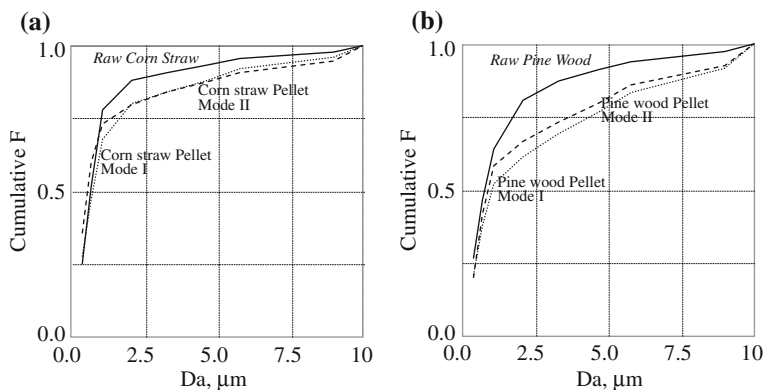 (a)
1.0
Raw Corn Straw
Corn straw Pellet
Mode II
Corn straw Pellet
Mode I
0.5
0.0
Cumulative F
0.0 2.5 5.0 7.5 10
Da, μm
(b)
1.0
Raw Pine Wood
Pine wood Pellet
Mode II
Pine wood Pellet
Mode I
0.5
0.0
Cumulative F
0.0 2.5 5.0 7.5 10
Da, μm